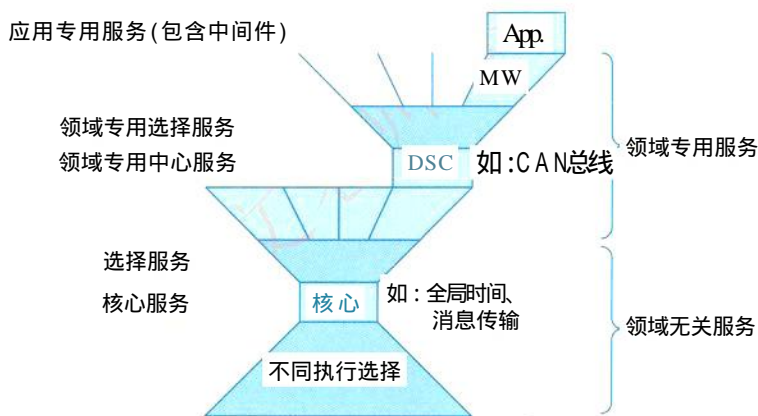 应用专用服务(包含中间件)
App.
MW
领域专用选择服务
领域专用中心服务
DSC
如:CAN总线
领域专用服务
选择服务
核心服务
核心
如:全局时间、
消息传输
领域无关服务
不同执行选择